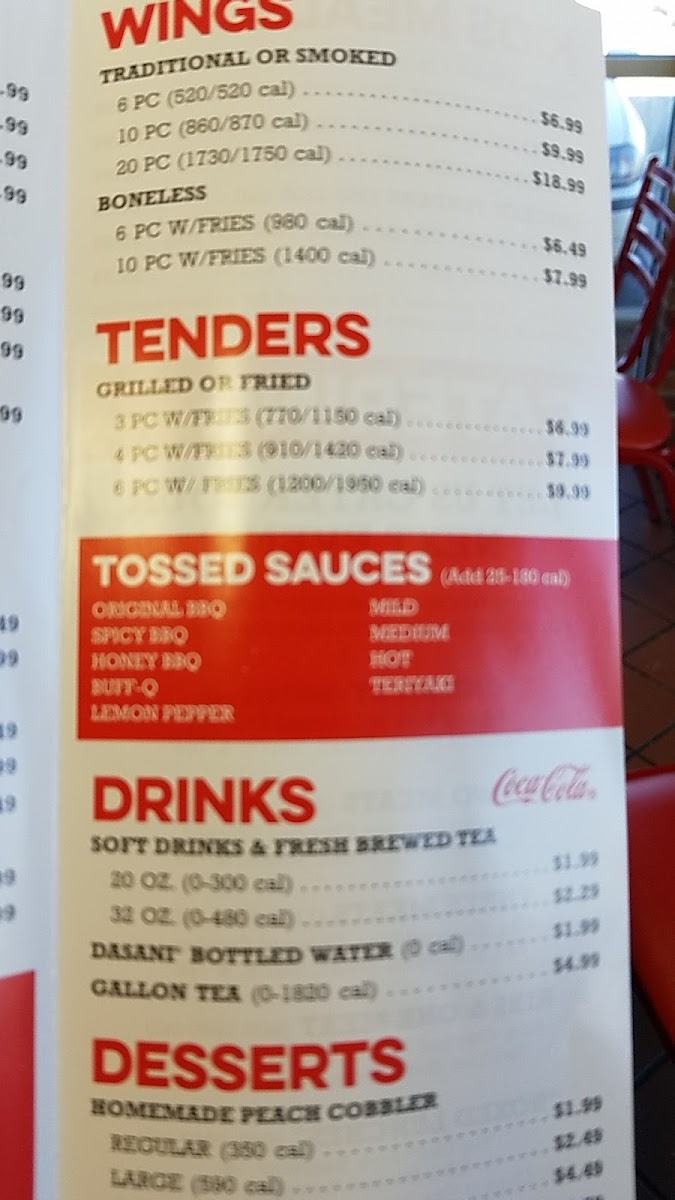 WINGS
TRADITIONAL OR SMOKED
6 PC (520/520 cal) $6.99
10 PC (860/870 cal) $9.99
20 PC (1730/1750 cal) $18.99
BONELESS
6 PC W/FRIES (980 cal) $6.49
10 PC W/FRIES (1400 cal) $7.99
TENDERS
GRILLED OR FRIED
3 PC W/FRIES (770/1150 cal) $6.99
4 PC W/FRIES (910/1420 cal) $7.99
6 PC W/ FRIES (1200/1950 cal) $9.99
TOSSED SAUCES (Add 25-180 cal)
ORIGINAL BBQ
SPICY BBQ
HONEY BBQ
BUFF-Q
LEMON PEPPER
MILD
MEDIUM
HOT
TERIYAKI
DRINKS
Coca-Cola
SOFT DRINKS & FRESH BREWED TEA
20 OZ. (0-300 cal) $1.99
32 OZ. (0-480 cal) $2.29
DASANI BOTTLED WATER (0 cal) $1.99
GALLON TEA (0-1820 cal) $4.99
DESSERTS
HOMEMADE PEACH COBBLER
REGULAR (350 cal) $1.99
LARGE (590 cal) $2.49
$4.49